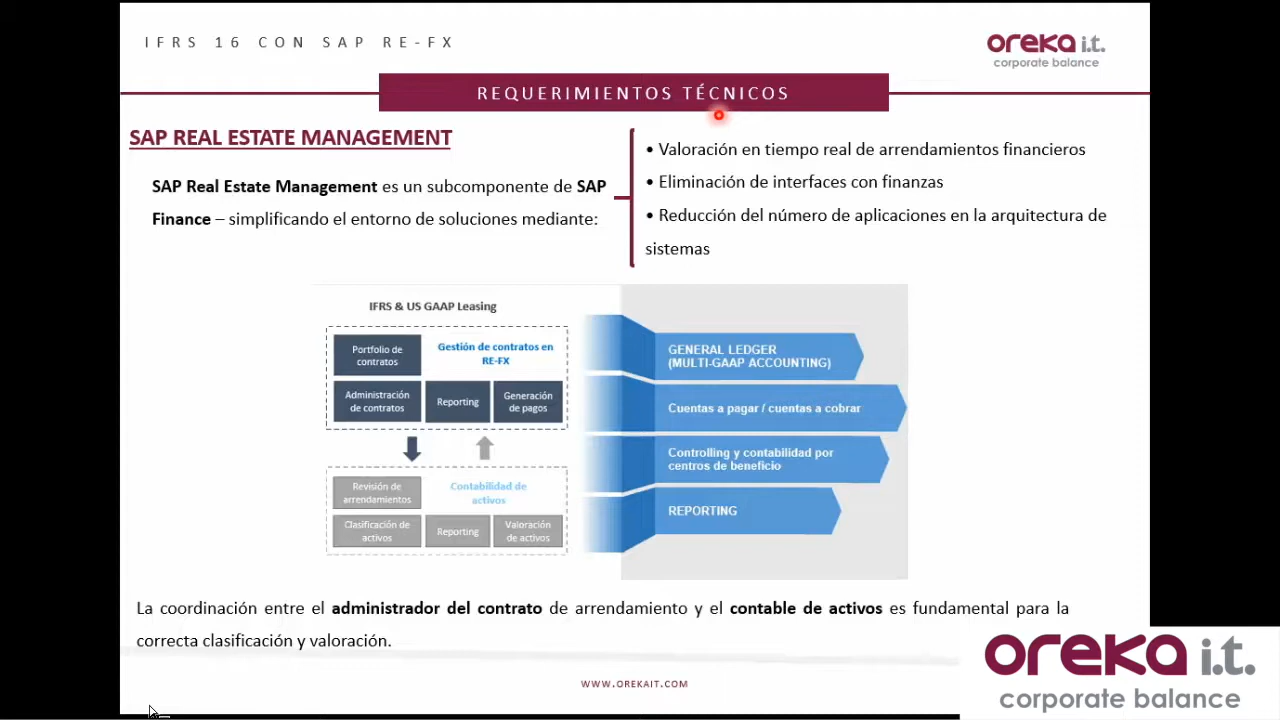 IFRS 16 CON SAP RE-FX
oreka i.t.
corporate balance
REQUERIMIENTOS TÉCNICOS
SAP REAL ESTATE MANAGEMENT
SAP Real Estate Management es un subcomponente de SAP
Finance – simplificando el entorno de soluciones mediante:
• Valoración en tiempo real de arrendamientos financieros
• Eliminación de interfaces con finanzas
• Reducción del número de aplicaciones en la arquitectura de
sistemas
IFRS & US GAAP Leasing
Portfolio de
contratos
Gestión de contratos en
RE-FX
Administración
de contratos
Reporting
Generación
de pagos
Revisión de
arrendamientos
Contabilidad de
activos
Clasificación de
activos
Reporting
Valoración
de activos
GENERAL LEDGER
(MULTI-GAAP ACCOUNTING)
Cuentas a pagar / cuentas a cobrar
Controlling y contabilidad por
centros de beneficio
REPORTING
La coordinación entre el administrador del contrato de arrendamiento y el contable de activos es fundamental para la
correcta clasificación y valoración.
WWW.OREKAIT.COM
oreka i.t.
corporate balance